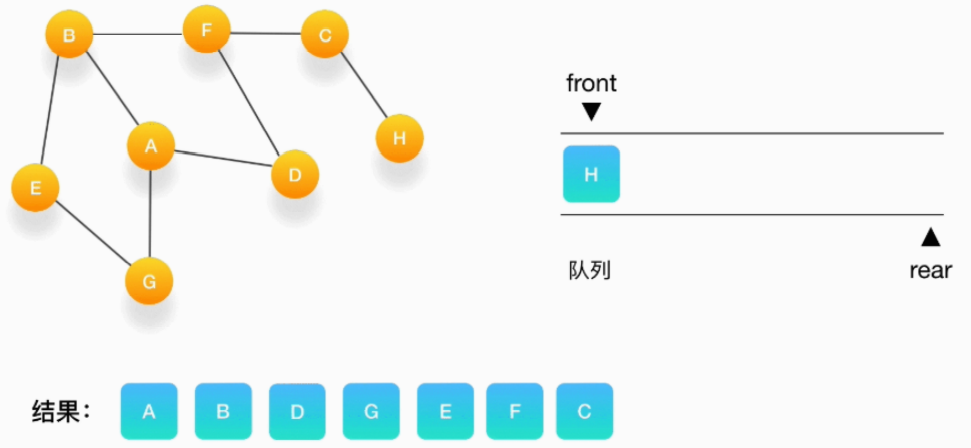 B F C
A H
E D
G
front
H
队列
rear
结果: A B D G E F C